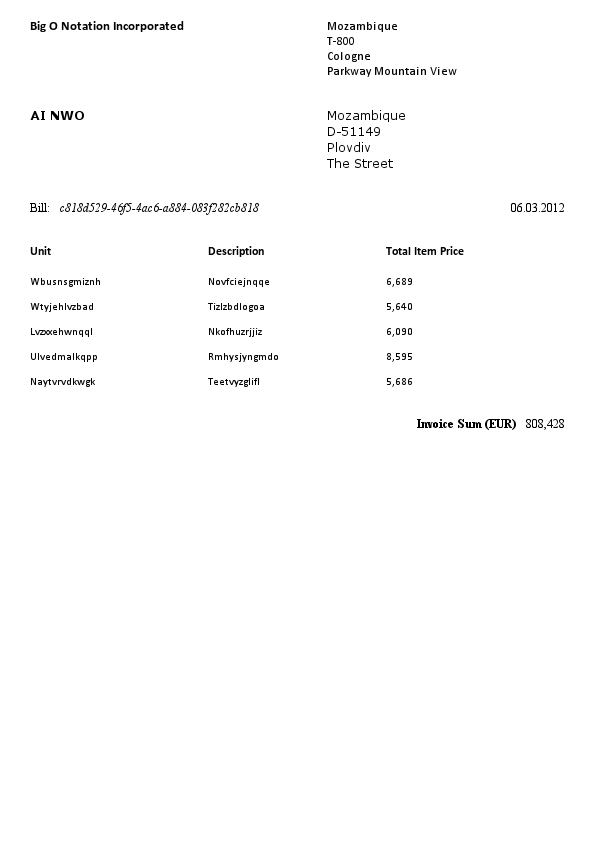 Big O Notation Incorporated
Mozambique
T-800
Cologne
Parkway Mountain View
AI NWO
Mozambique
D-51149
Plovdiv
The Street
Bill: c818d529-46f5-4ac6-a884-083f282cb818 06.03.2012
Unit Description Total Item Price
Wbusnsgmiznh Novfciejnqqe 6,689
Wtyjehlvzbad Tizlzbdlogoa 5,640
Lvzxxehwnqql Nkofhuzrjjiz 6,090
Ulvedmalkqpp Rmhysjyngmdo 8,595
Naytvrvdkwgk Teetvyzglifl 5,686
Invoice Sum (EUR) 808,428